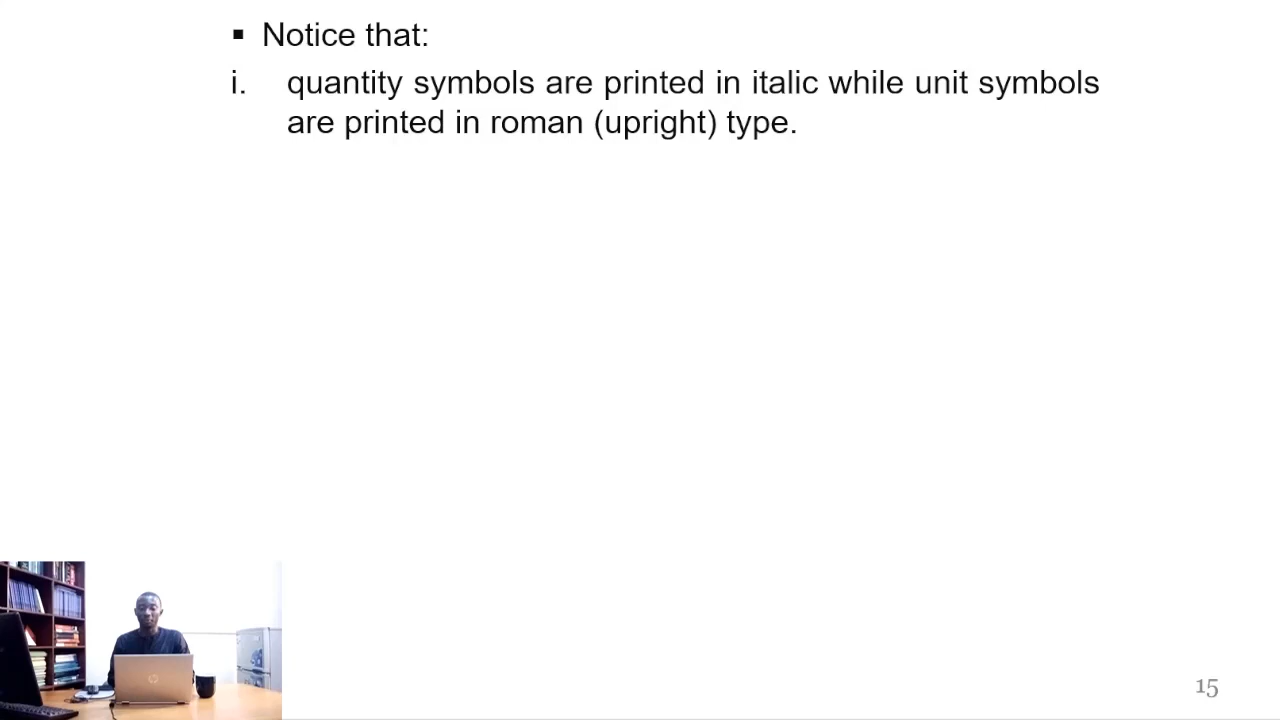 ▪ Notice that:
i. quantity symbols are printed in italic while unit symbols
are printed in roman (upright) type.
15